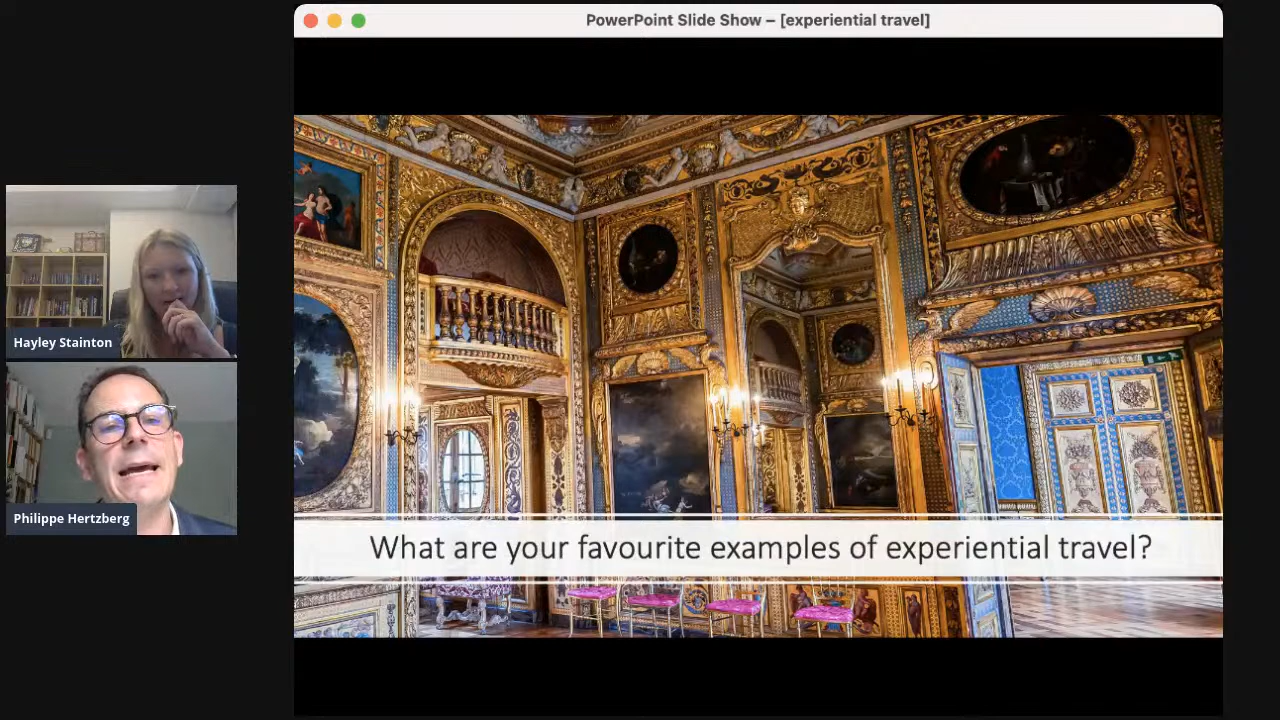 PowerPoint Slide Show – [experiential travel]
Hayley Stainton
Philippe Hertzberg
What are your favourite examples of experiential travel?